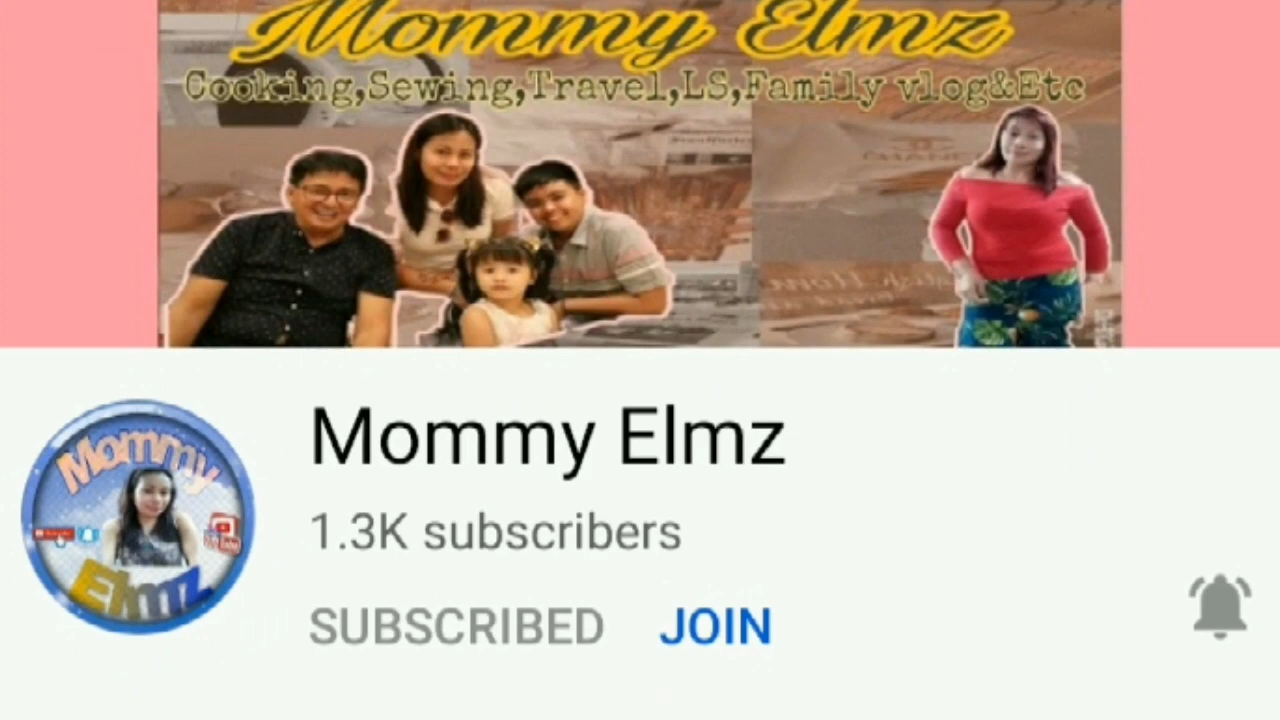 Mommy Elmz
Cooking,Sewing,Travel,LS,Family vlog&Etc
Mommy
Elmz
Mommy Elmz
1.3K subscribers
SUBSCRIBED JOIN